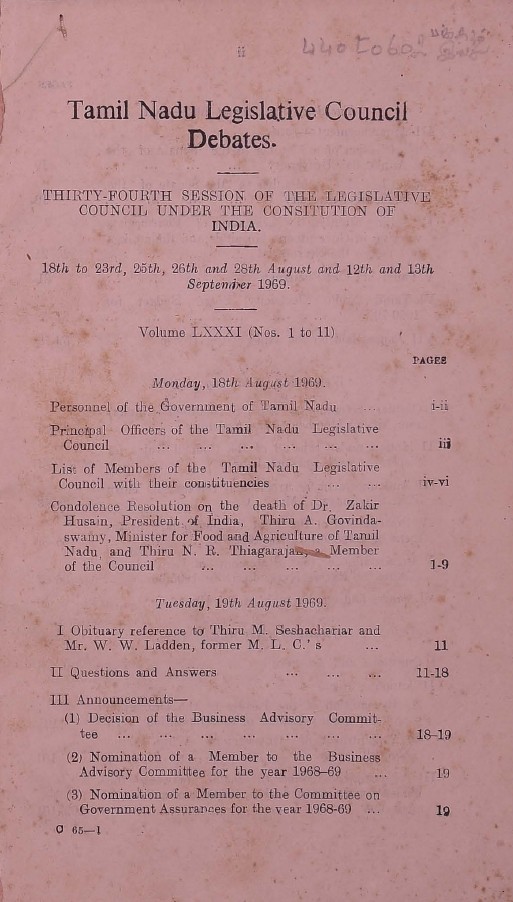 ii
Tamil Nadu Legislative Council
Debates.
THIRTY-FOURTH SESSION OF THE LEGISLATIVE
COUNCIL UNDER THE CONSITUTION OF
INDIA.
18th to 23rd, 25th, 26th and 28th August and 12th and 13th
September 1969.
Volume LXXXI (Nos. 1 to 11)
PAGES
Monday, 18th August 1969.
Personnel of the Government of Tamil Nadu .... i-ii
Principal Officers of the Tamil Nadu Legislative
Council ... ... ... ... ... ... iii
List of Members of the Tamil Nadu Legislative
Council with their constituencies ... ... iv-vi
Condolence Resolution on the death of Dr. Zakir
Husain, President of India, Thiru A. Govinda-
swamy, Minister for Food and Agriculture of Tamil
Nadu, and Thiru N. R. Thiagarajan, a Member
of the Council ... ... ... ... ... 1-9
Tuesday, 19th August 1969.
I Obituary reference to Thiru M. Seshachariar and
Mr. W. W. Ladden, former M. L. C.' s ... 11
II Questions and Answers ... ... ... 11-18
III Announcements—
(1) Decision of the Business Advisory Commit-
tee ... ... ... ... ... ... ... 18-19
(2) Nomination of a Member to the Business
Advisory Committee for the year 1968-69 ... 19
(3) Nomination of a Member to the Committee on
Government Assurances for the year 1968-69 ... 19
C 65—1